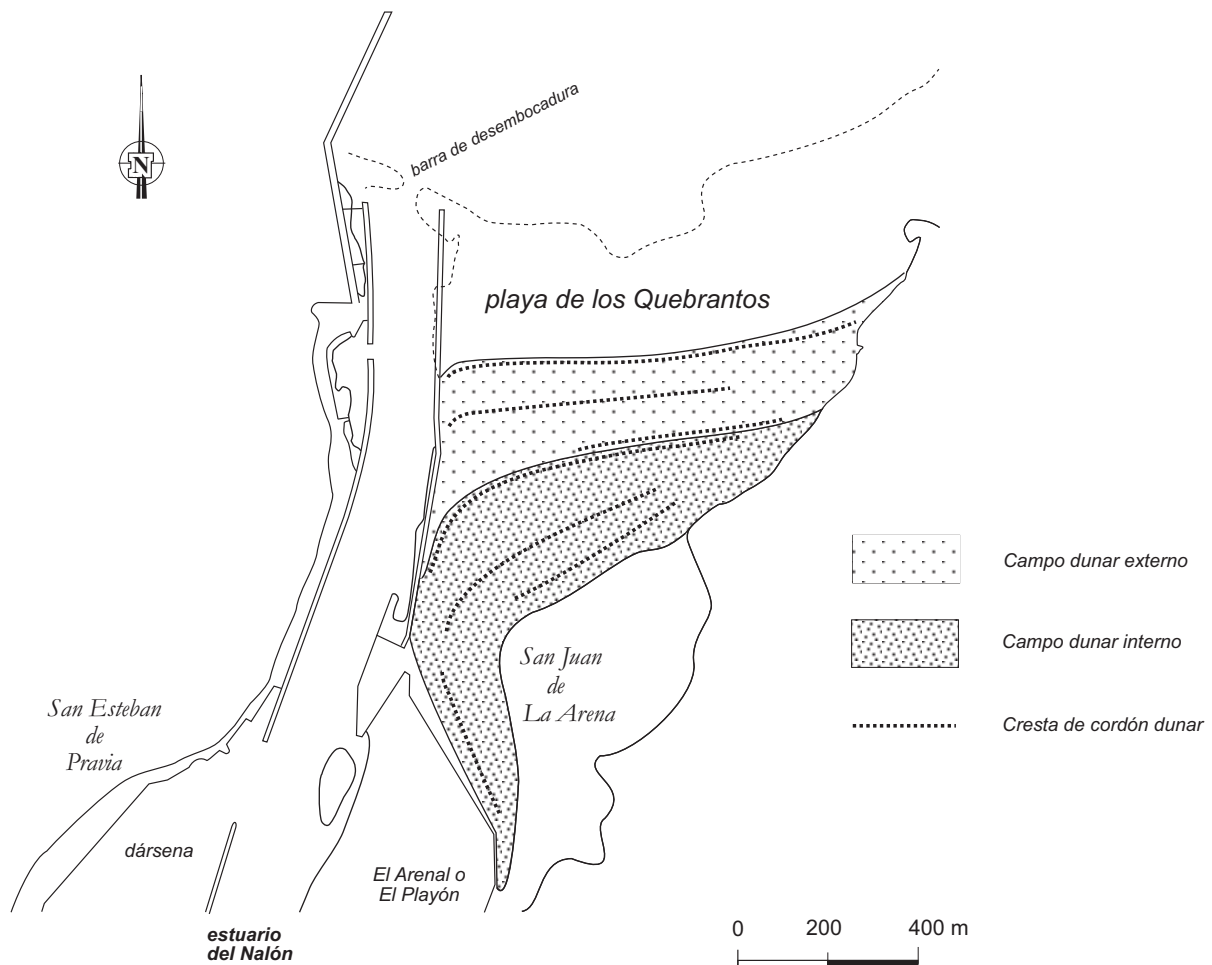 barra de desembocadura
N
playa de los Quebrantos
Campo dunar externo
Campo dunar interno
San Juan
de
La Arena
Cresta de cordón dunar
San Esteban
de
Pravia
dársena
El Arenal o
El Playón
estuario
del Nalón
0 200 400 m